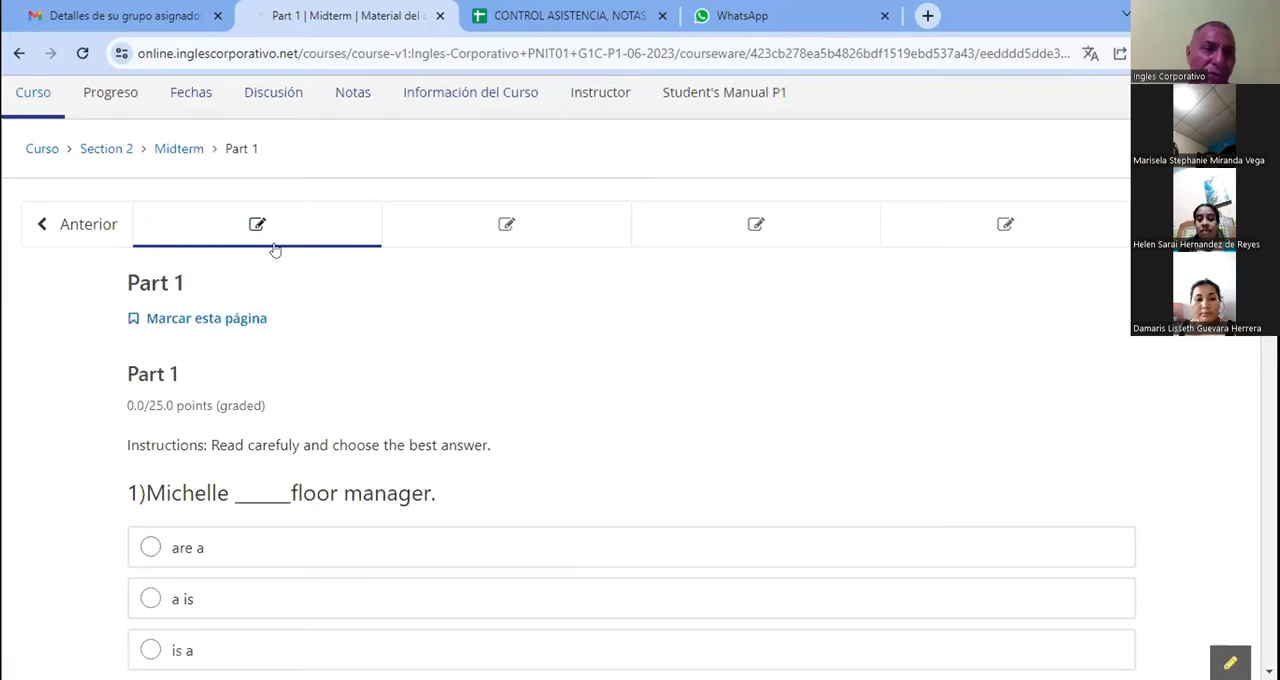 Detalles de su grupo asignado:
Part 1 | Midterm | Material del
CONTROL ASISTENCIA, NOTAS
WhatsApp
online.inglescorporativo.net/courses/course-v1:Ingles-Corporativo+PNIT01+G1C-P1-06-2023/courseware/423cb278ea5b4826bdf1519ebd537a43/eedddd5dde3...
Curso
Progreso
Fechas
Discusión
Notas
Información del Curso
Instructor
Student's Manual P1
Curso > Section 2 > Midterm > Part 1
Anterior
Part 1
Marcar esta página
Part 1
0.0/25.0 points (graded)
Instructions: Read carefuly and choose the best answer.
1)Michelle ______floor manager.
are a
a is
is a
Ingles Corporativo
Marisela Stephanie Miranda Vega
Helen Sarai Hernandez de Reyes
Damaris Lisseth Guevara Herrera